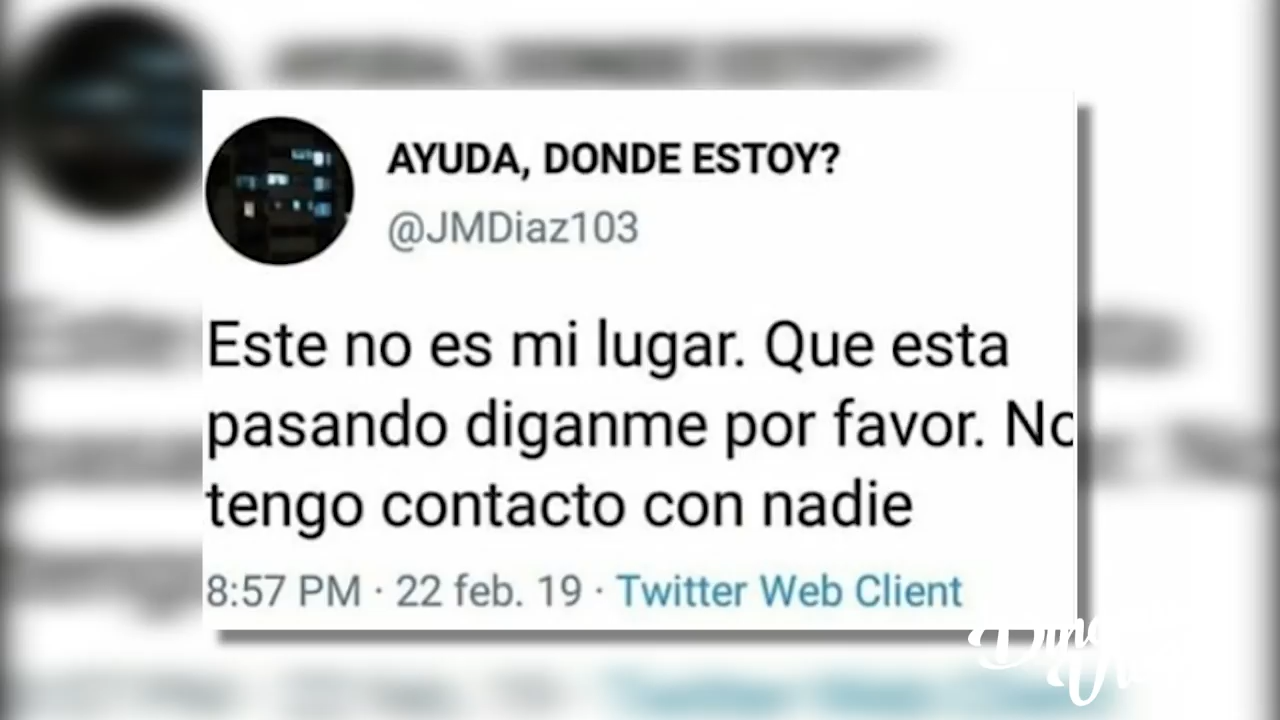 AYUDA, DONDE ESTOY?
@JMDiaz103
Este no es mi lugar. Que esta
pasando diganme por favor. No
tengo contacto con nadie
8:57 PM · 22 feb. 19 · Twitter Web Client